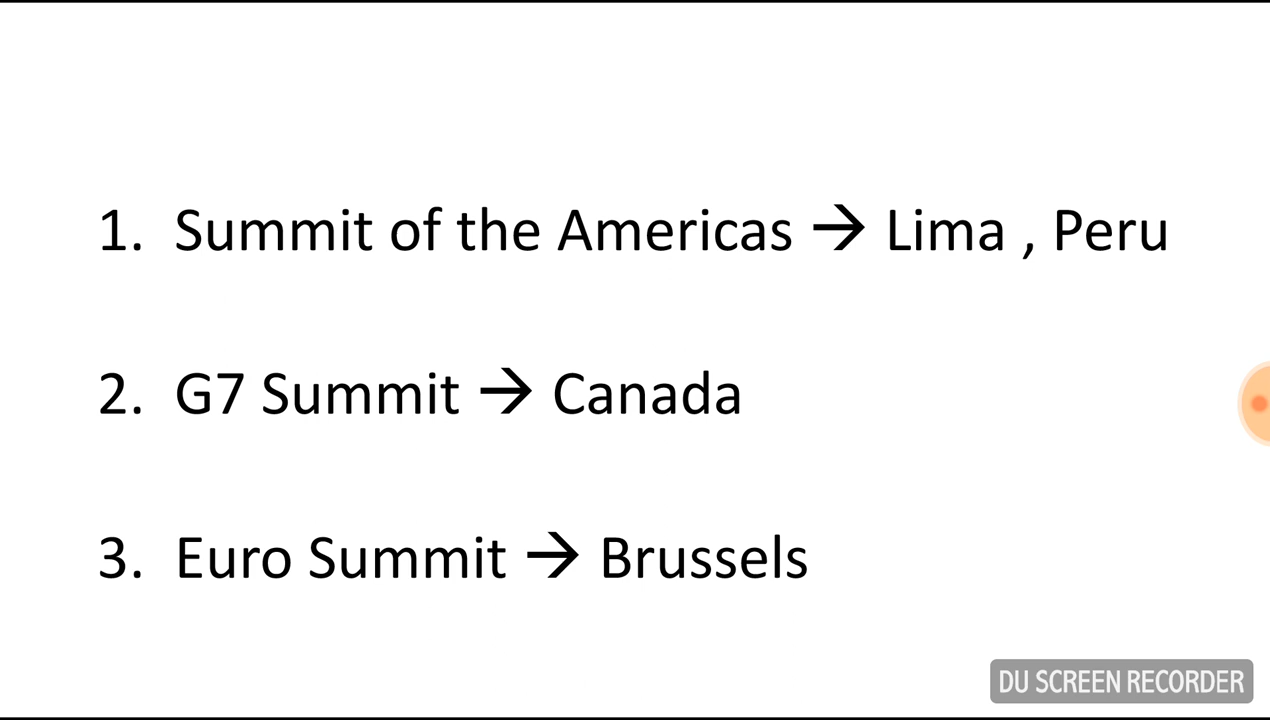 1. Summit of the Americas → Lima , Peru
2. G7 Summit → Canada
3. Euro Summit → Brussels
DU SCREEN RECORDER